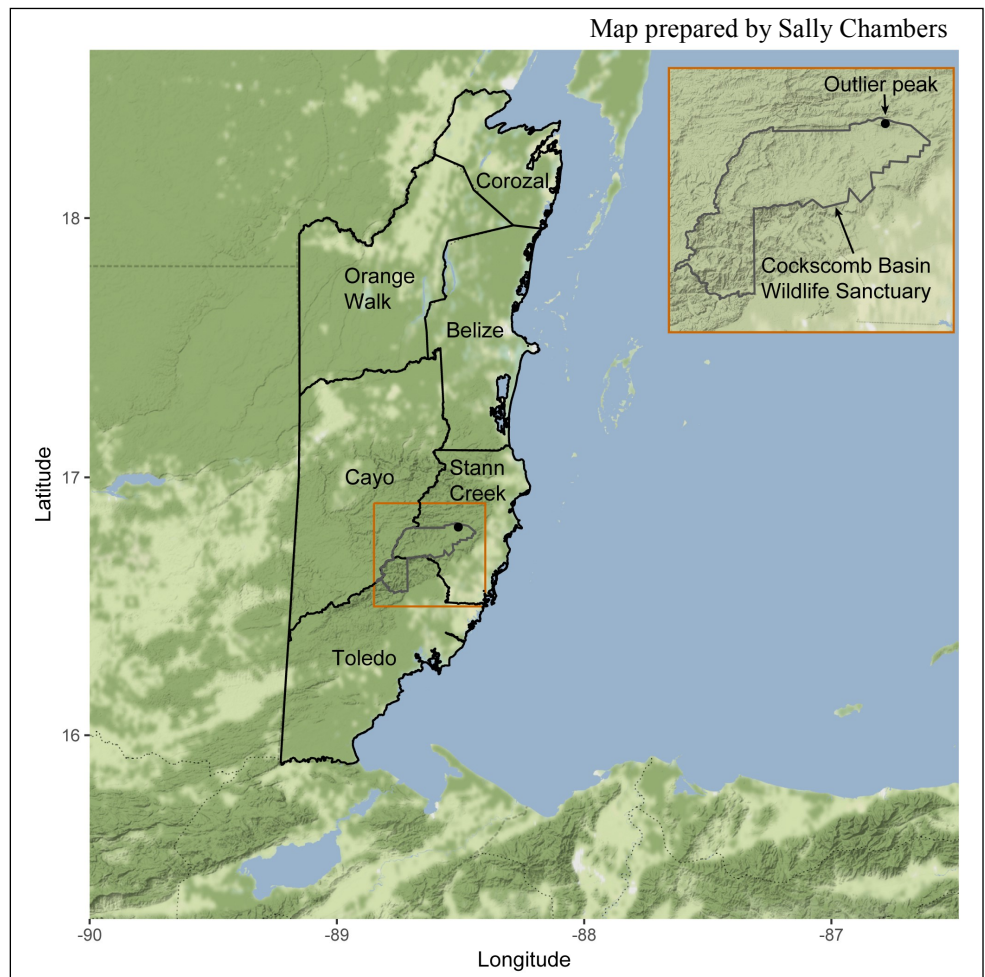 Map prepared by Sally Chambers
Outlier peak
Cockscomb Basin
Wildlife Sanctuary
Corozal
Orange
Walk
Belize
Cayo
Stann
Creek
Toledo
Latitude
18
17
16
-90
-89
-88
-87
Longitude